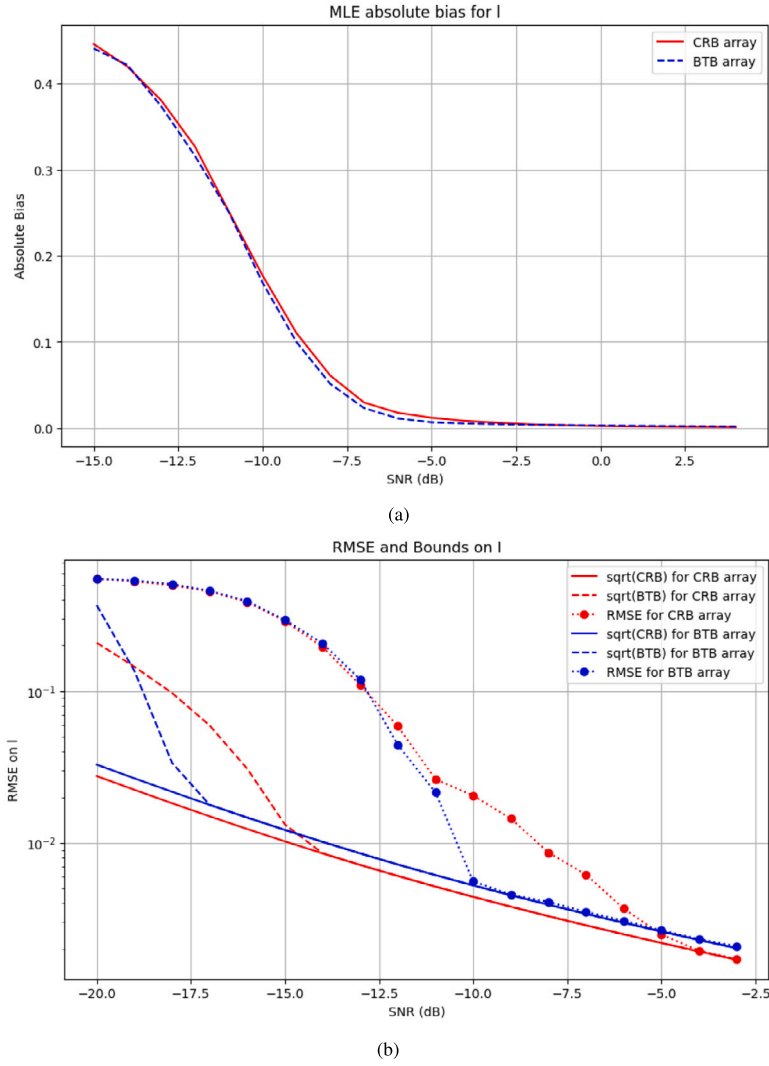 MLE absolute bias for l
CRB array
BTB array
Absolute Bias
0.4
0.3
0.2
0.1
0.0
−15.0 −12.5 −10.0 −7.5 −5.0 −2.5 0.0 2.5
SNR (dB)
(a)
RMSE and Bounds on l
sqrt(CRB) for CRB array
sqrt(BTB) for CRB array
RMSE for CRB array
sqrt(CRB) for BTB array
sqrt(BTB) for BTB array
RMSE for BTB array
RMSE on l
10⁻¹
10⁻²
−20.0 −17.5 −15.0 −12.5 −10.0 −7.5 −5.0 −2.5
SNR (dB)
(b)